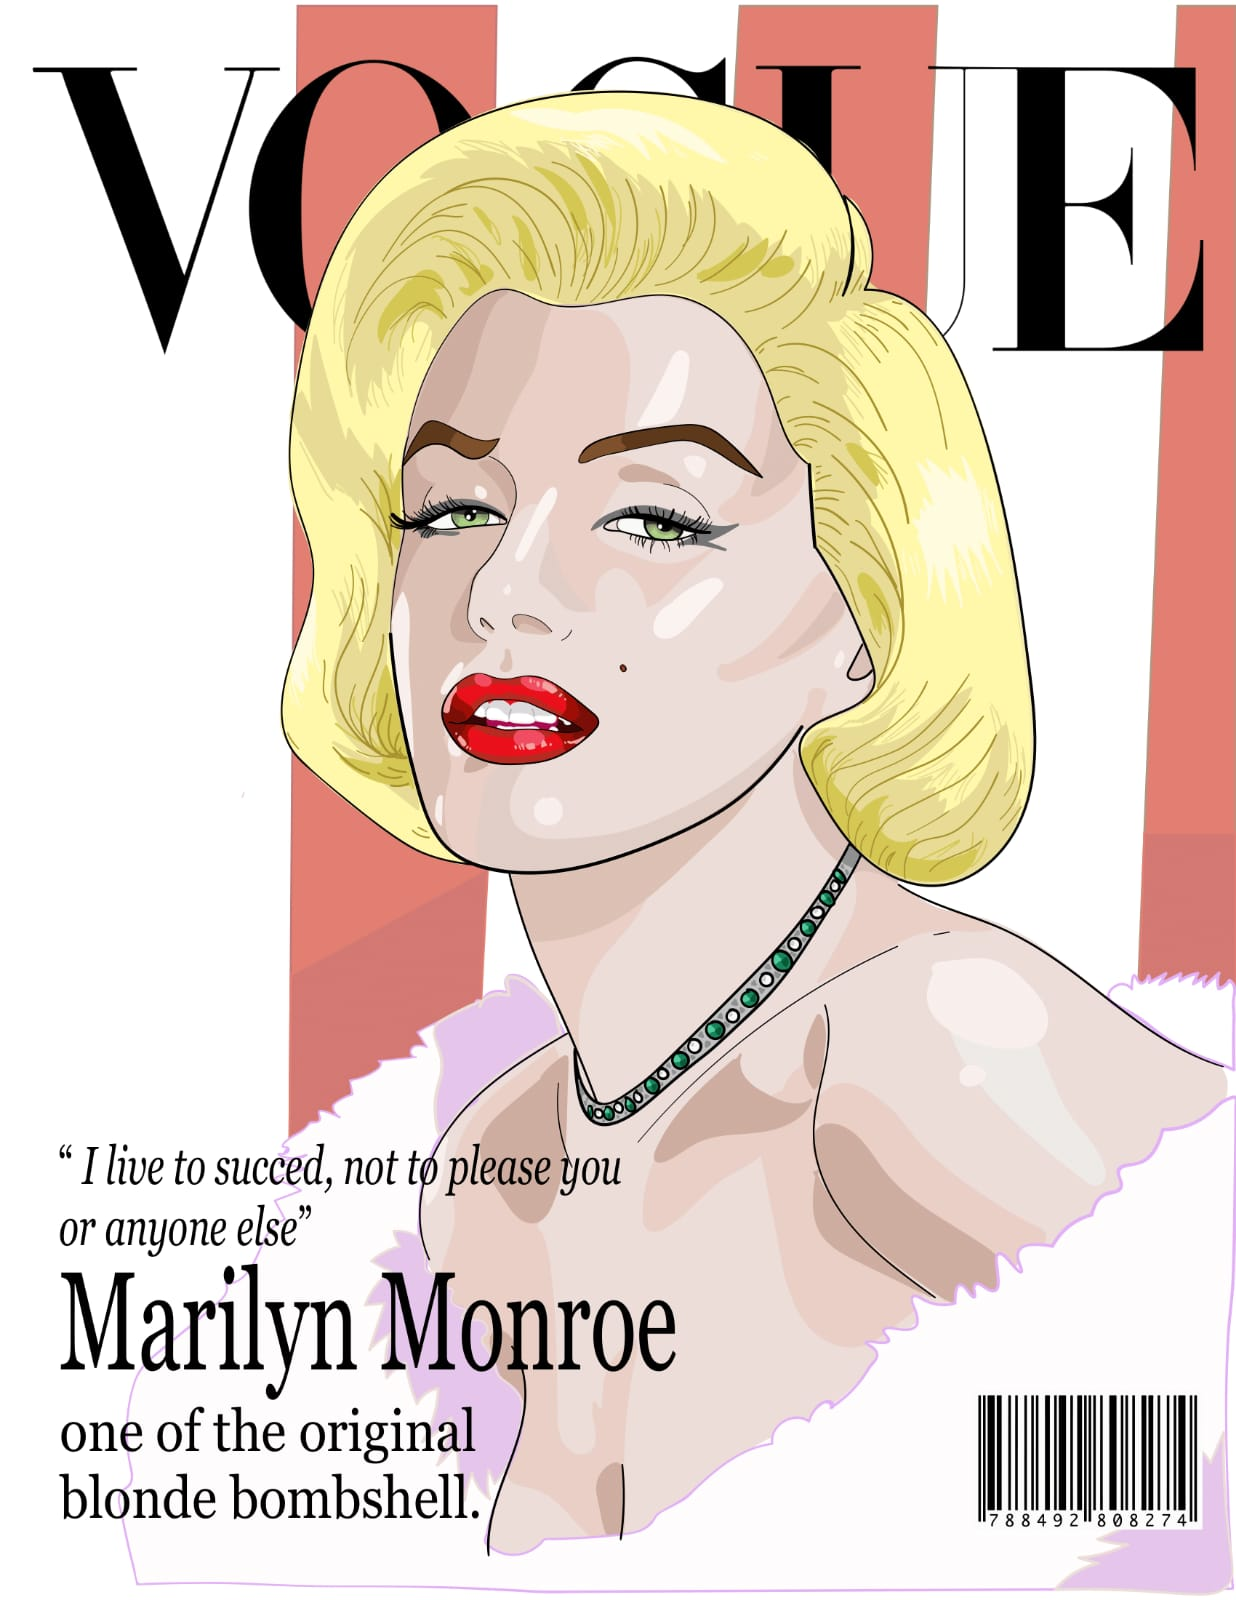 VOGUE
“ I live to succed, not to please you
or anyone else”
Marilyn Monroe
one of the original
blonde bombshell.
788492 808274